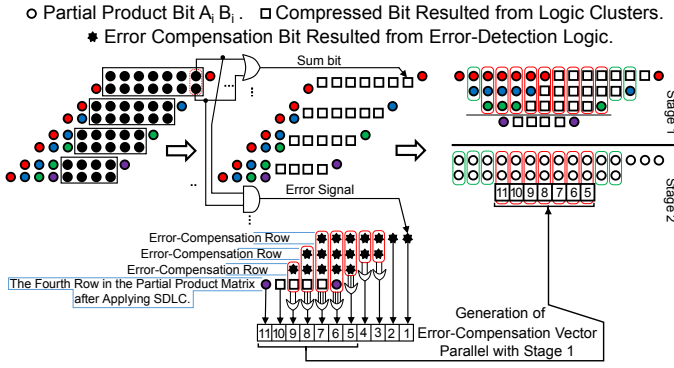 Partial Product Bit Ai Bi . Compressed Bit Resulted from Logic Clusters.
Error Compensation Bit Resulted from Error-Detection Logic.
Sum bit
Stage 1
Stage 2
Error Signal
11 10 9 8 7 6 5
Error-Compensation Row
Error-Compensation Row
Error-Compensation Row
The Fourth Row in the Partial Product Matrix
after Applying SDLC.
11 10 9 8 7 6 5 4 3 2 1
Generation of
Error-Compensation Vector
Parallel with Stage 1